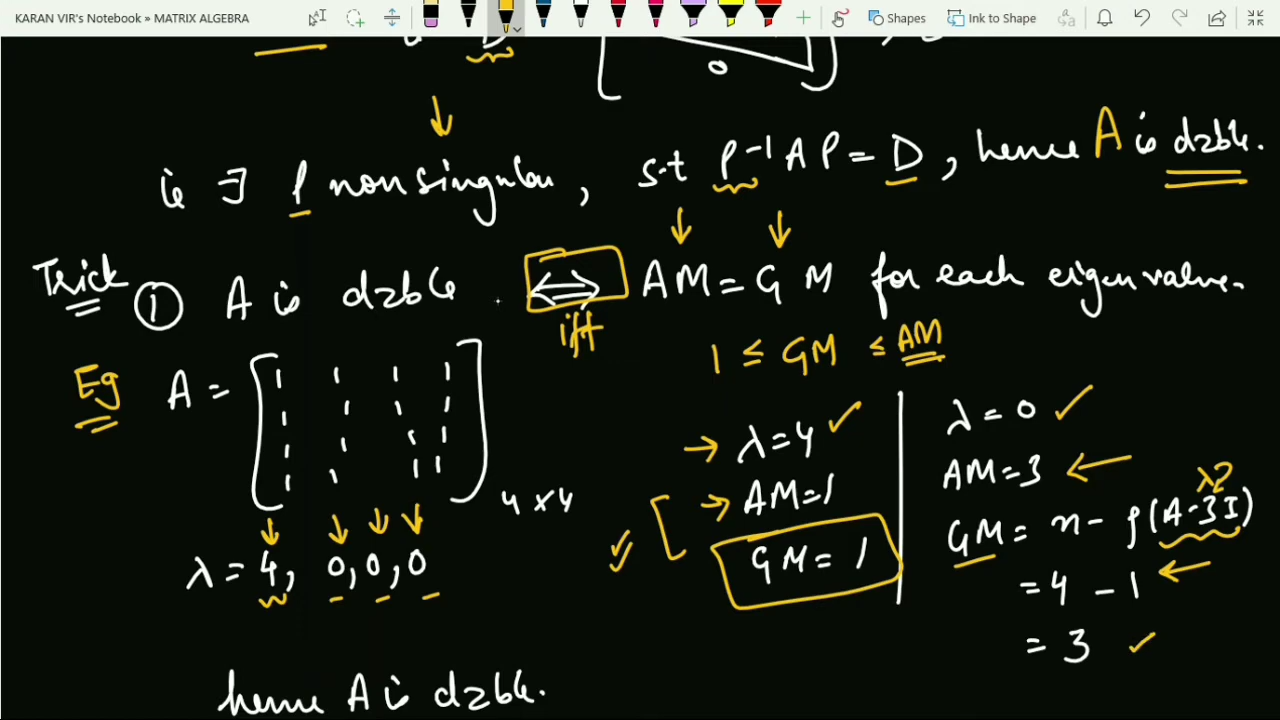 KARAN VIR's Notebook » MATRIX ALGEBRA
Shapes
Ink to Shape
D
0
ie ∃ P nonsingular, s.t P⁻¹AP = D, hence A is dzble.
Trick
① A is dzble ⟺ AM = GM for each eigenvalue.
iff
1 ≤ GM ≤ AM
Eg A = [1 1 1 1
1 1 1 1
1 1 1 1
1 1 1 1] 4×4
λ = 4, 0, 0, 0
→ λ = 4 ✓
→ AM = 1
GM = 1
λ = 0 ✓
AM = 3 ←
λ?
GM = n - ρ(A - 3I)
= 4 - 1 ←
= 3 ✓
hence A is dzble.